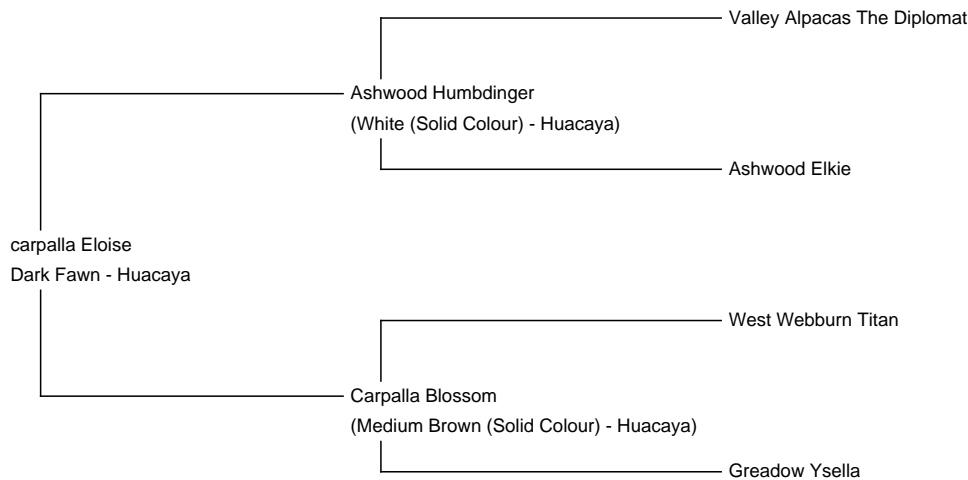 Valley Alpacas The Diplomat
Ashwood Humbdinger
(White (Solid Colour) - Huacaya)
Ashwood Elkie
carpalla Eloise
Dark Fawn - Huacaya
West Webburn Titan
Carpalla Blossom
(Medium Brown (Solid Colour) - Huacaya)
Greadow Ysella